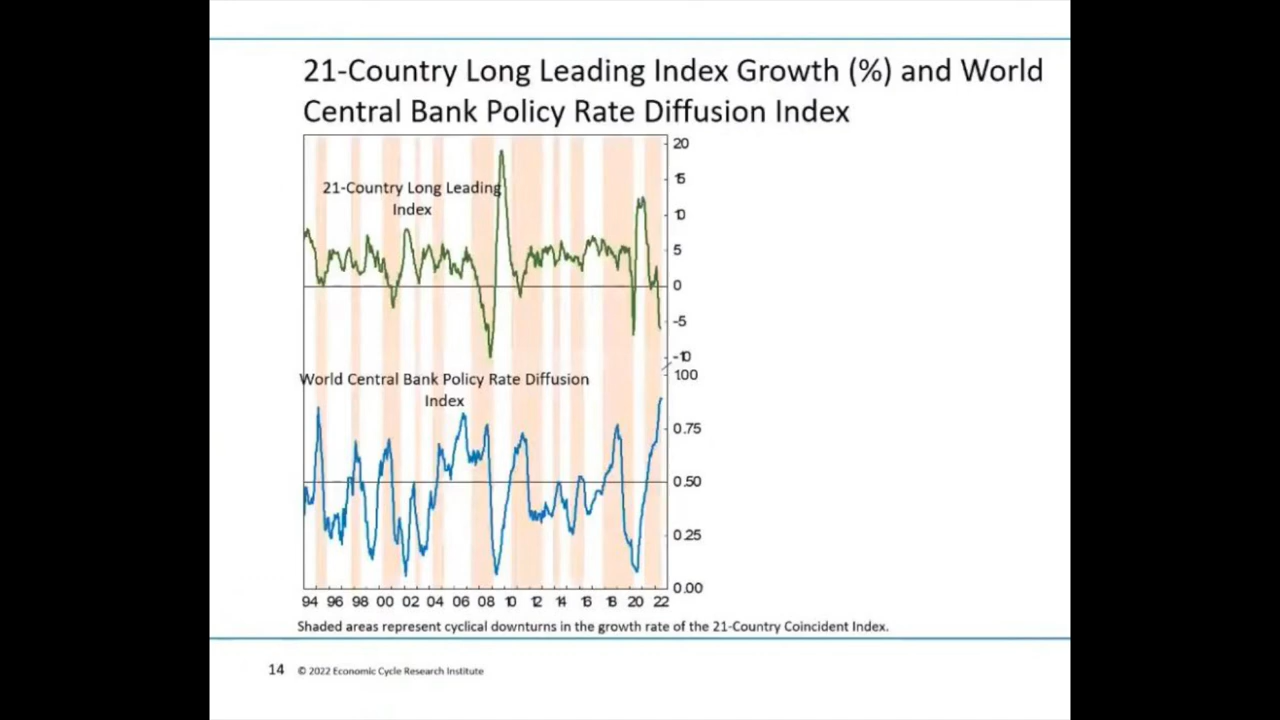 21-Country Long Leading Index Growth (%) and World
Central Bank Policy Rate Diffusion Index
20
15
21-Country Long Leading
Index
10
5
0
-5
-10
World Central Bank Policy Rate Diffusion
Index
1.00
0.75
0.50
0.25
0.00
94 96 98 00 02 04 06 08 10 12 14 16 18 20 22
Shaded areas represent cyclical downturns in the growth rate of the 21-Country Coincident Index.
14 © 2022 Economic Cycle Research Institute